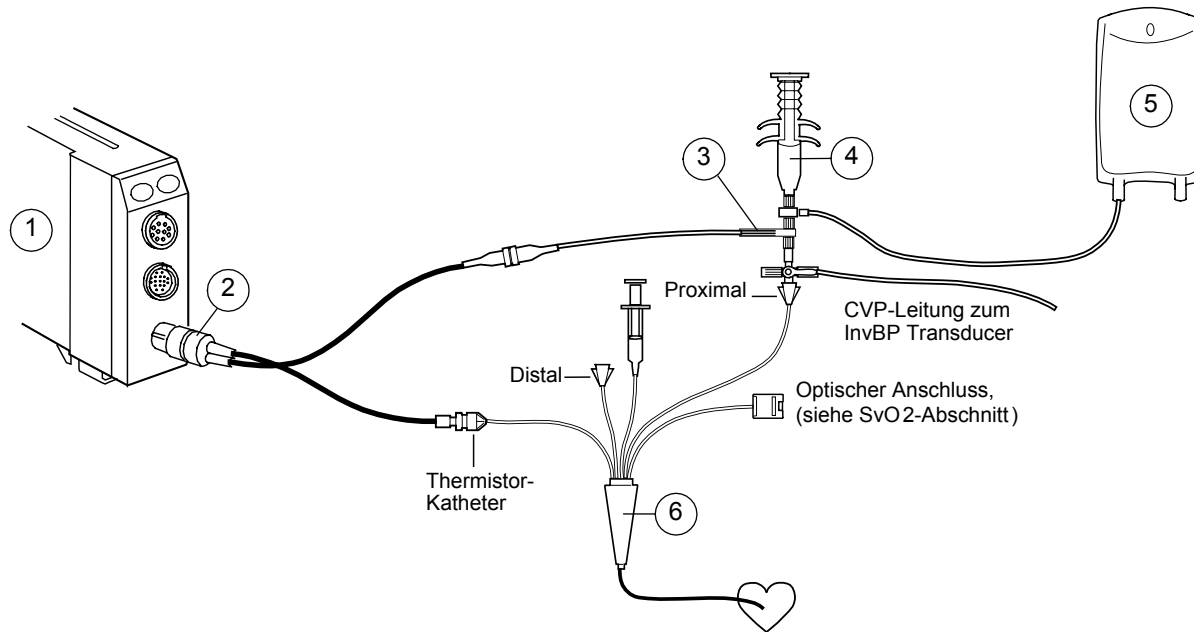 5
4
3
1
2
Proximal
CVP-Leitung zum
InvBP Transducer
Distal
Optischer Anschluss,
(siehe SvO2-Abschnitt)
Thermistor-
Katheter
6